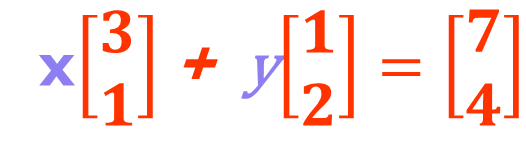 x[3 1] + y[1 2] = [7 4]